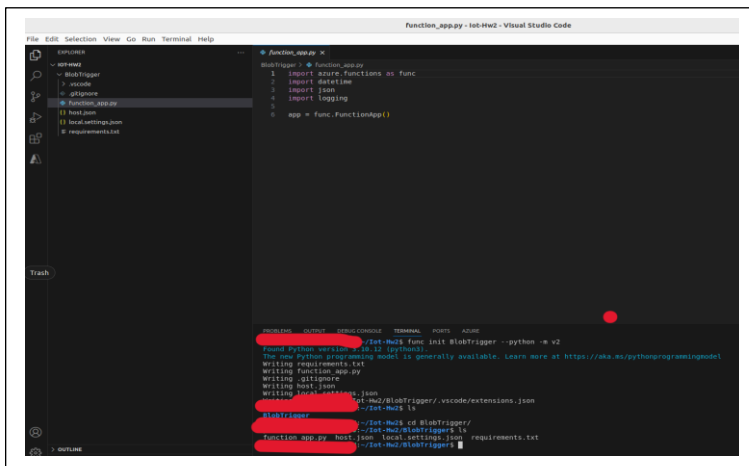 function_app.py - Iot-Hw2 - Visual Studio Code
File Edit Selection View Go Run Terminal Help
EXPLORER
IOT-HW2
BlobTrigger
.vscode
.gitignore
function_app.py
host.json
local.settings.json
requirements.txt
OUTLINE
Trash
function_app.py
BlobTrigger > function_app.py
1 import azure.functions as func
2 import datetime
3 import json
4 import logging
5
6 app = func.FunctionApp()
PROBLEMS OUTPUT DEBUG CONSOLE TERMINAL PORTS AZURE
:~/Iot-Hw2$ func init BlobTrigger --python -m v2
Found Python version 3.10.12 (python3).
The new Python programming model is generally available. Learn more at https://aka.ms/pythonprogrammingmodel
Writing requirements.txt
Writing function_app.py
Writing .gitignore
Writing host.json
Writing local.settings.json
Iot-Hw2/BlobTrigger/.vscode/extensions.json
:~/Iot-Hw2$ ls
BlobTrigger
:~/Iot-Hw2$ cd BlobTrigger/
:~/Iot-Hw2/BlobTrigger$ ls
function_app.py host.json local.settings.json requirements.txt
:~/Iot-Hw2/BlobTrigger$